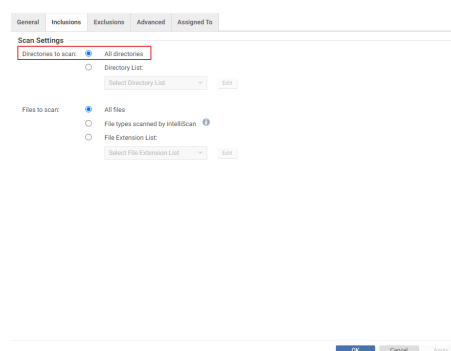 General Inclusions Exclusions Advanced Assigned To
Scan Settings
Directories to scan: All directories
Directory List:
Select Directory List Edit
Files to scan: All files
File types scanned by IntelliScan
File Extension List:
Select File Extension List Edit
OK Cancel Apply